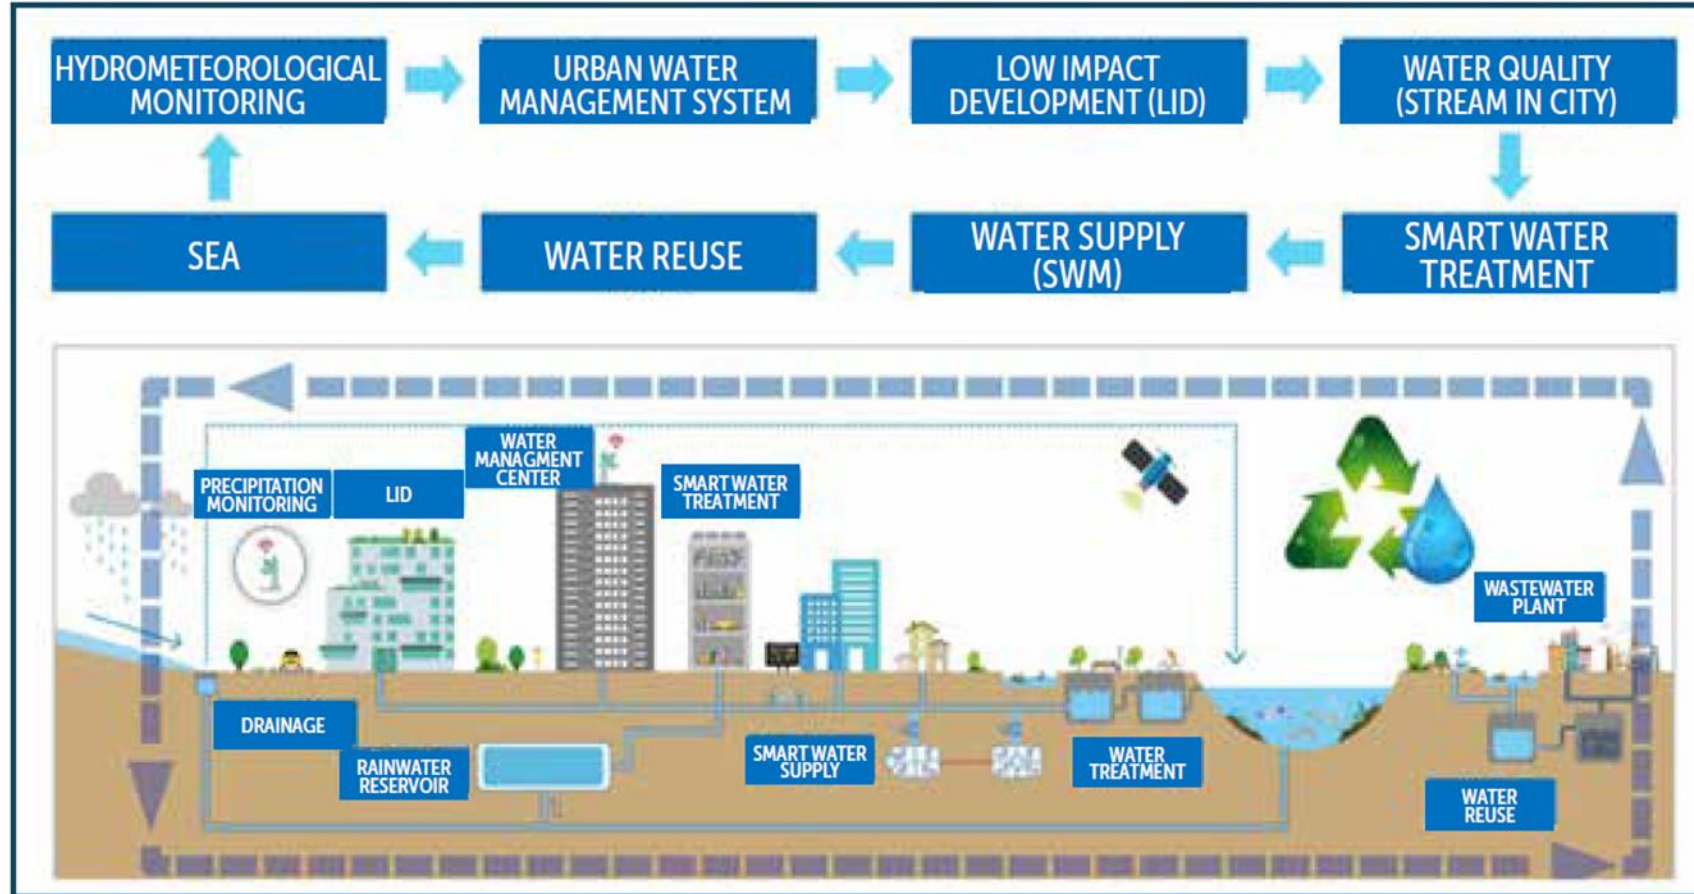 HYDROMETEOROLOGICAL
MONITORING
URBAN WATER
MANAGEMENT SYSTEM
LOW IMPACT
DEVELOPMENT (LID)
WATER QUALITY
(STREAM IN CITY)
SEA
WATER REUSE
WATER SUPPLY
(SWM)
SMART WATER
TREATMENT
PRECIPITATION
MONITORING
LID
WATER
MANAGMENT
CENTER
SMART WATER
TREATMENT
WASTEWATER
PLANT
DRAINAGE
RAINWATER
RESERVOIR
SMART WATER
SUPPLY
WATER
TREATMENT
WATER
REUSE